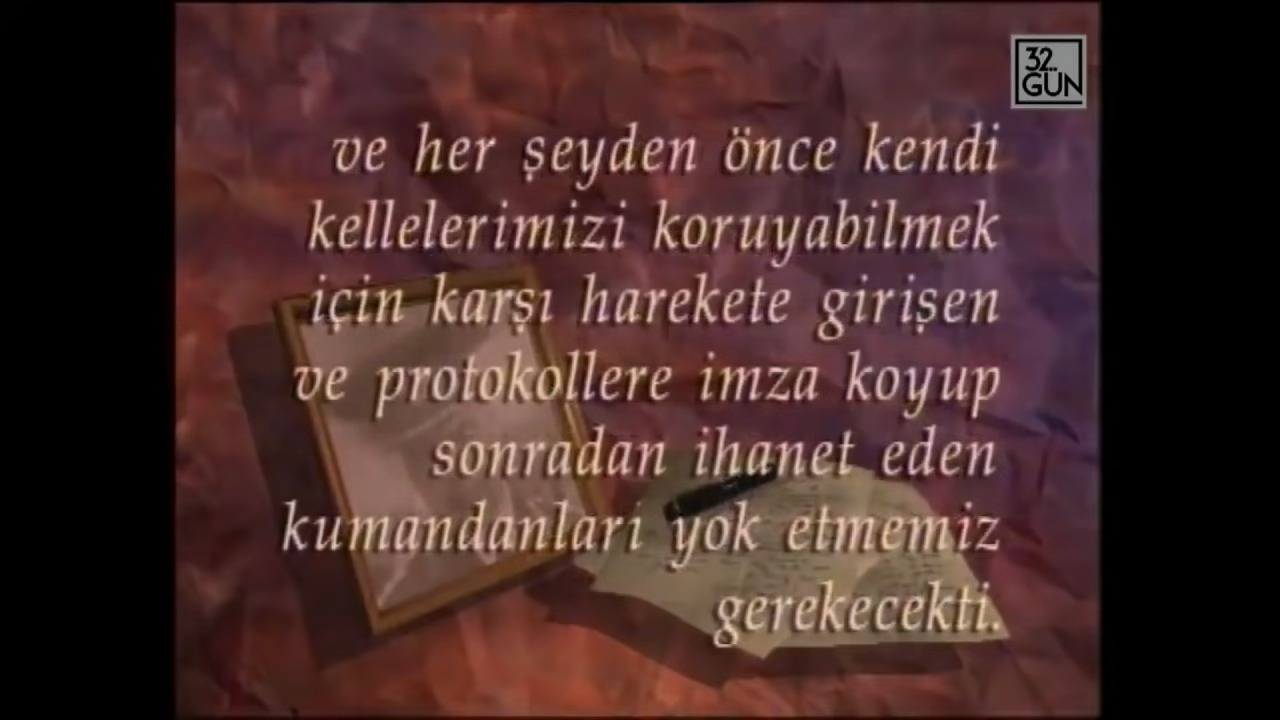 32.
GÜN
ve her şeyden önce kendi
kellelerimizi koruyabilmek
için karşı harekete girişen
ve protokollere imza koyup
sonradan ihanet eden
kumandanlari yok etmemiz
gerekecekti.